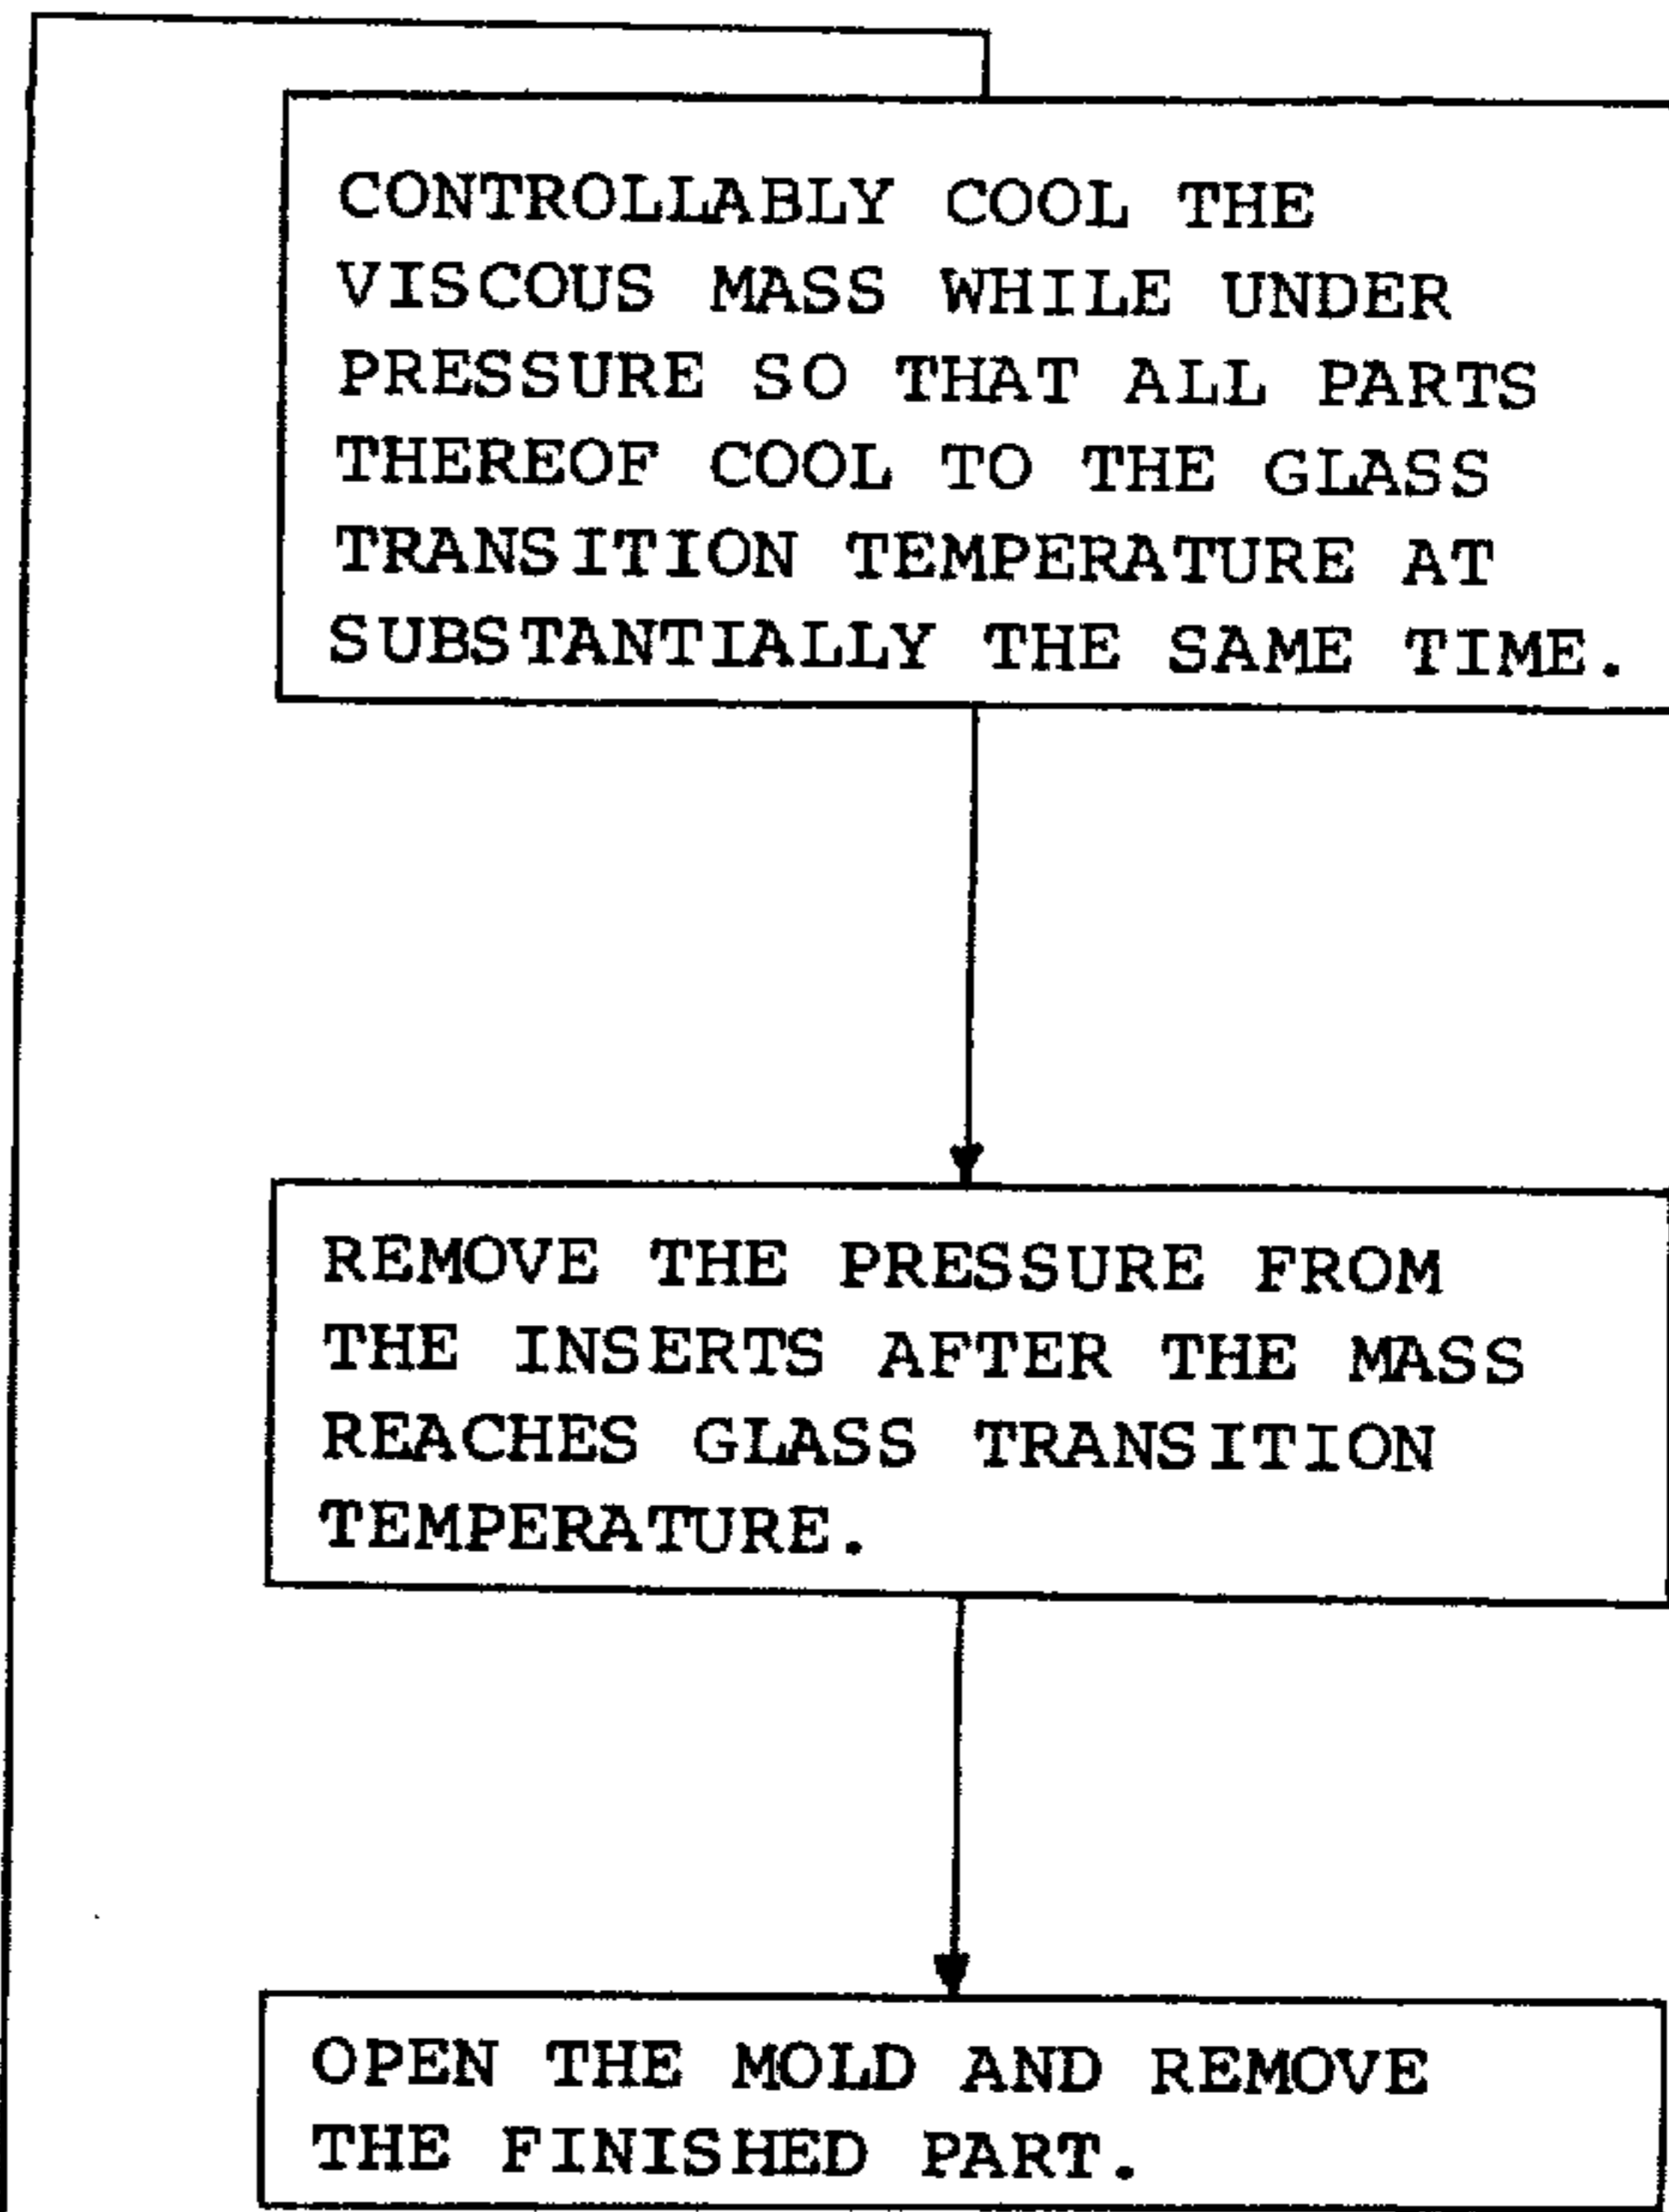 CONTROLLABLY COOL THE
VISCOUS MASS WHILE UNDER
PRESSURE SO THAT ALL PARTS
THEREOF COOL TO THE GLASS
TRANSITION TEMPERATURE AT
SUBSTANTIALLY THE SAME TIME.
REMOVE THE PRESSURE FROM
THE INSERTS AFTER THE MASS
REACHES GLASS TRANSITION
TEMPERATURE.
OPEN THE MOLD AND REMOVE
THE FINISHED PART.